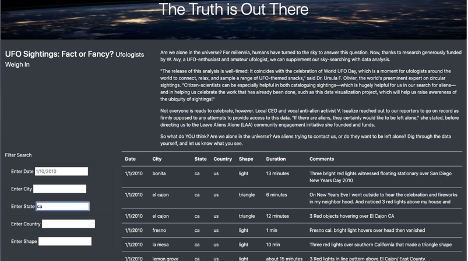 The Truth is Out There
UFO Sightings: Fact or Fancy? Ufologists
Weigh In
Are we alone in the universe? For millennia, humans have turned to the sky to answer this question. Now, thanks to research generously funded
by W. Avy, a UFO-enthusiast and amateur ufologist, we can supplement our sky-searching with data analysis.
"The release of this analysis is well-timed: It coincides with the celebration of World UFO Day, which is a moment for ufologists around the
world to connect, relax, and sample a range of UFO-themed snacks," said Dr. Ursula F. Olivier, the world's preeminent expert on circular
sightings. "Citizen-scientists can be especially helpful in both cataloguing sightings—which is hugely helpful for us in our search for aliens—
and in helping us celebrate the work that has already been done, such as this data visualization project, which will help us raise awareness of
the ubiquity of sightings!"
Not everyone is ready to celebrate, however. Local CEO and vocal anti-alien activist V. Isualize reached out to our reporters to go on record as
firmly opposed to any attempts to provide access to this data. "If there are aliens, they certainly would like to be left alone," she stated, before
directing us to the Leave Aliens Alone (LAA) community engagement initiative she founded and funds.
So what do YOU think? Are we alone in the universe? Are aliens trying to contact us, or do they want to be left alone? Dig through the data
yourself, and let us know what you see.
Filter Search
Enter Date 1/10/2010
Enter City
Enter State ca
Enter Country
Enter Shape
Date City State Country Shape Duration Comments
1/1/2010 bonita ca us light 13 minutes Three bright red lights witnessed floating stationary over San Diego
New Years Day 2010
1/1/2010 el cajon ca us triangle 8 minutes On New Years Eve I went outside to hear the celebration and fireworks
in my neighbor hood. And noticed 3 red lights above my house and
1/1/2010 el cajon ca us triangle 12 minutes 3 Red objects hovering over El Cajon CA
1/1/2010 fresno ca us light 1 min Fresno ca. bright light hovers over head then vanished
1/1/2010 la mesa ca us light 10 min Three red lights over southern California that made a triangle shape
1/1/2010 lemon grove ca us light about 15 minutes 3 Red lights in line pattern above El Cajon/ East County